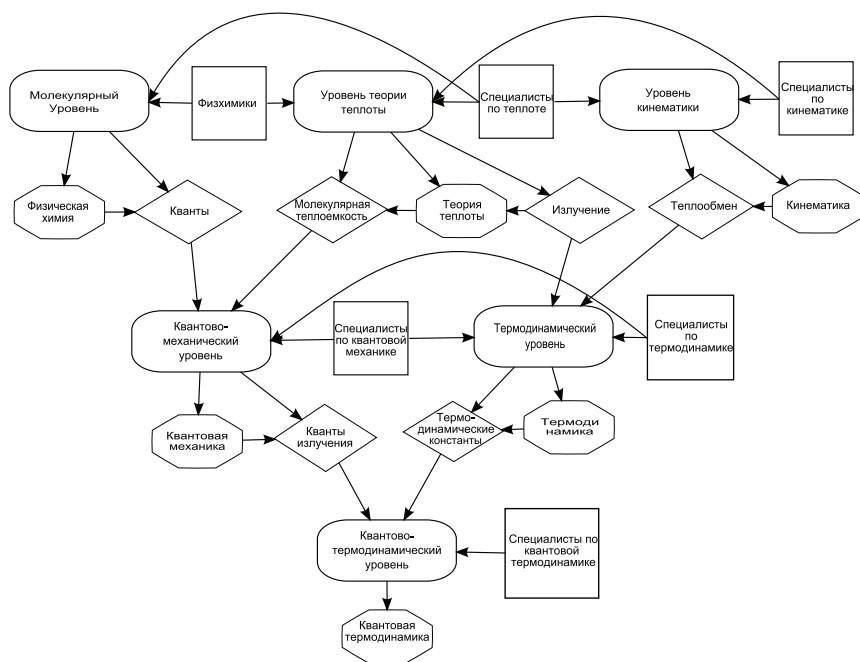 Молекулярный
Уровень
Физхимики
Уровень теории
теплоты
Специалисты
по теплоте
Уровень
кинематики
Специалисты
по
кинематике
Физическая
химия
Кванты
Молекулярная
теплоемкость
Теория
теплоты
Излучение
Теплообмен
Кинематика
Квантово-
механический
уровень
Специалисты
по квантовой
механике
Термодинамический
уровень
Специалисты
по
термодинамике
Квантовая
механика
Кванты
излучения
Термо-
динамические
константы
Термоди
намика
Квантово-
термодинамический
уровень
Специалисты по
квантовой
термодинамике
Квантовая
термодинамика